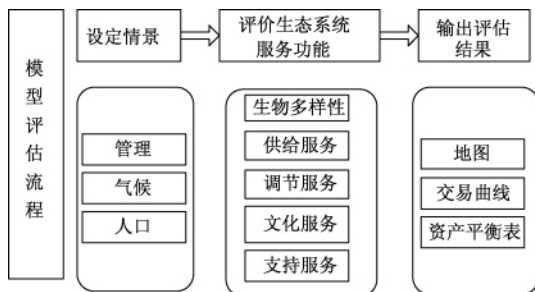 模型评估流程
设定情景
评价生态系统
服务功能
输出评估
结果
管理
气候
人口
生物多样性
供给服务
调节服务
文化服务
支持服务
地图
交易曲线
资产平衡表